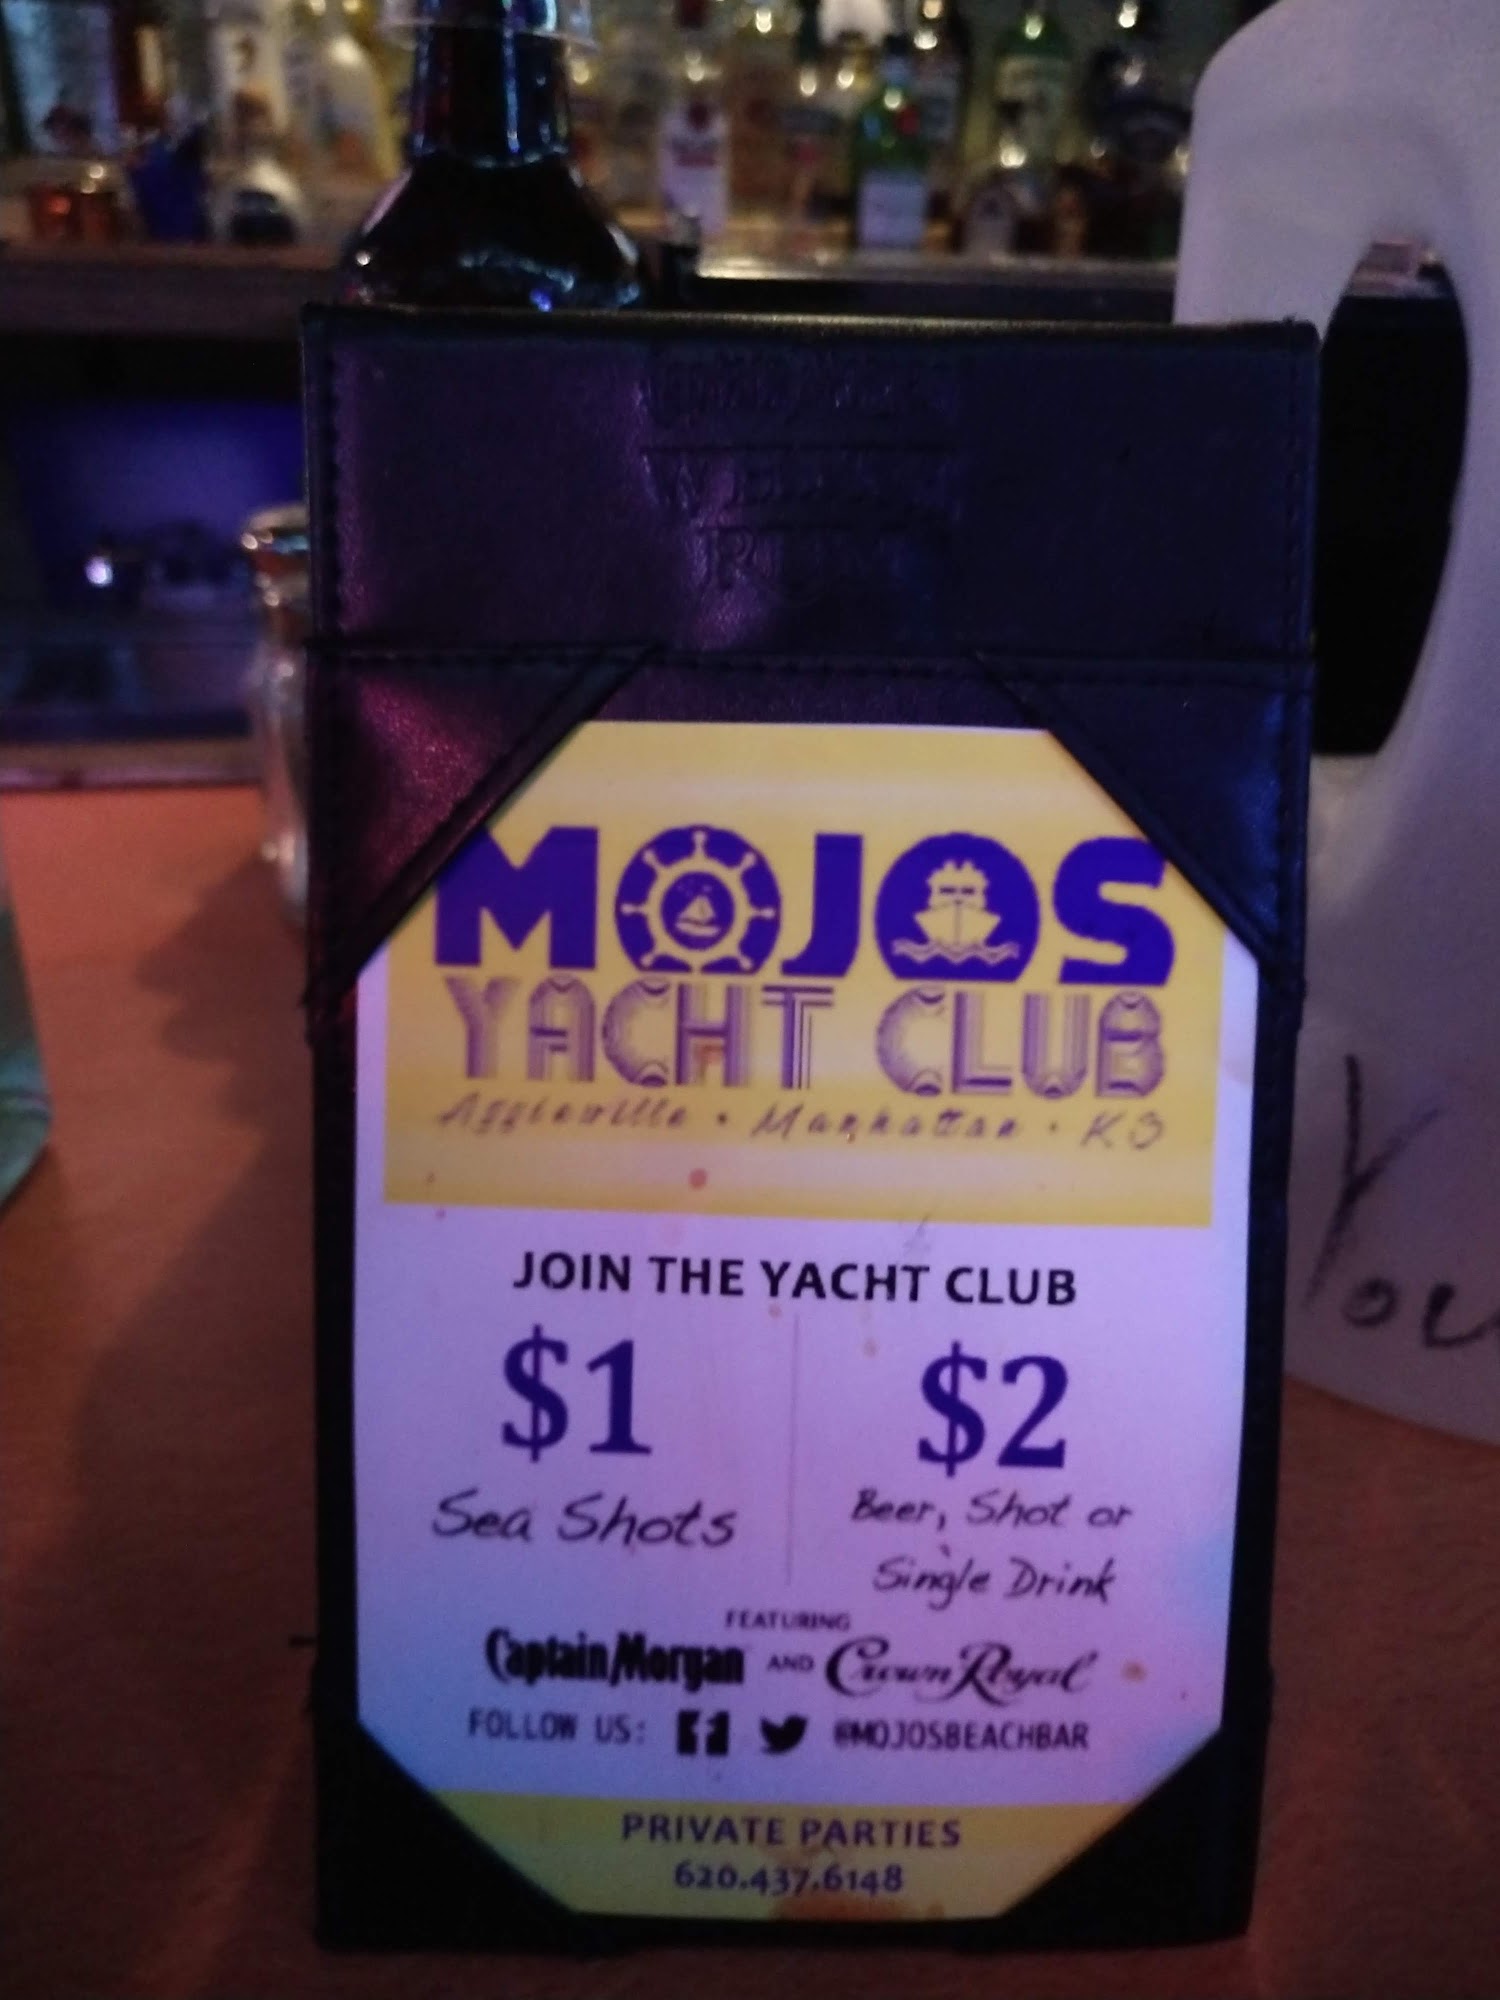 MOJOS
YACHT CLUB
Aggieville • Manhattan • KS
JOIN THE YACHT CLUB
$1
Sea Shots
$2
Beer, Shot or
Single Drink
FEATURING
Captain Morgan AND Crown Royal
FOLLOW US: @MOJOSBEACHBAR
PRIVATE PARTIES
620.437.6148
You